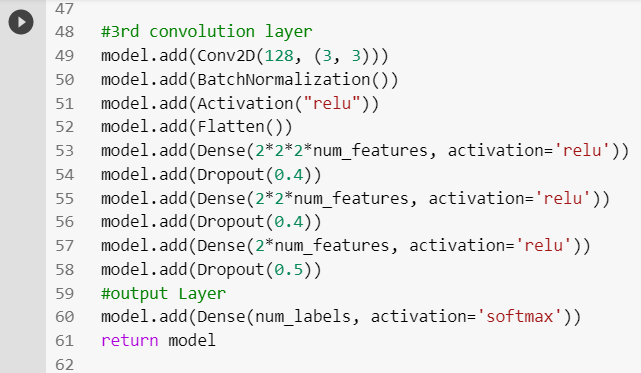 47
48 #3rd convolution layer
49 model.add(Conv2D(128, (3, 3)))
50 model.add(BatchNormalization())
51 model.add(Activation("relu"))
52 model.add(Flatten())
53 model.add(Dense(2*2*2*num_features, activation='relu'))
54 model.add(Dropout(0.4))
55 model.add(Dense(2*2*num_features, activation='relu'))
56 model.add(Dropout(0.4))
57 model.add(Dense(2*num_features, activation='relu'))
58 model.add(Dropout(0.5))
59 #output Layer
60 model.add(Dense(num_labels, activation='softmax'))
61 return model
62